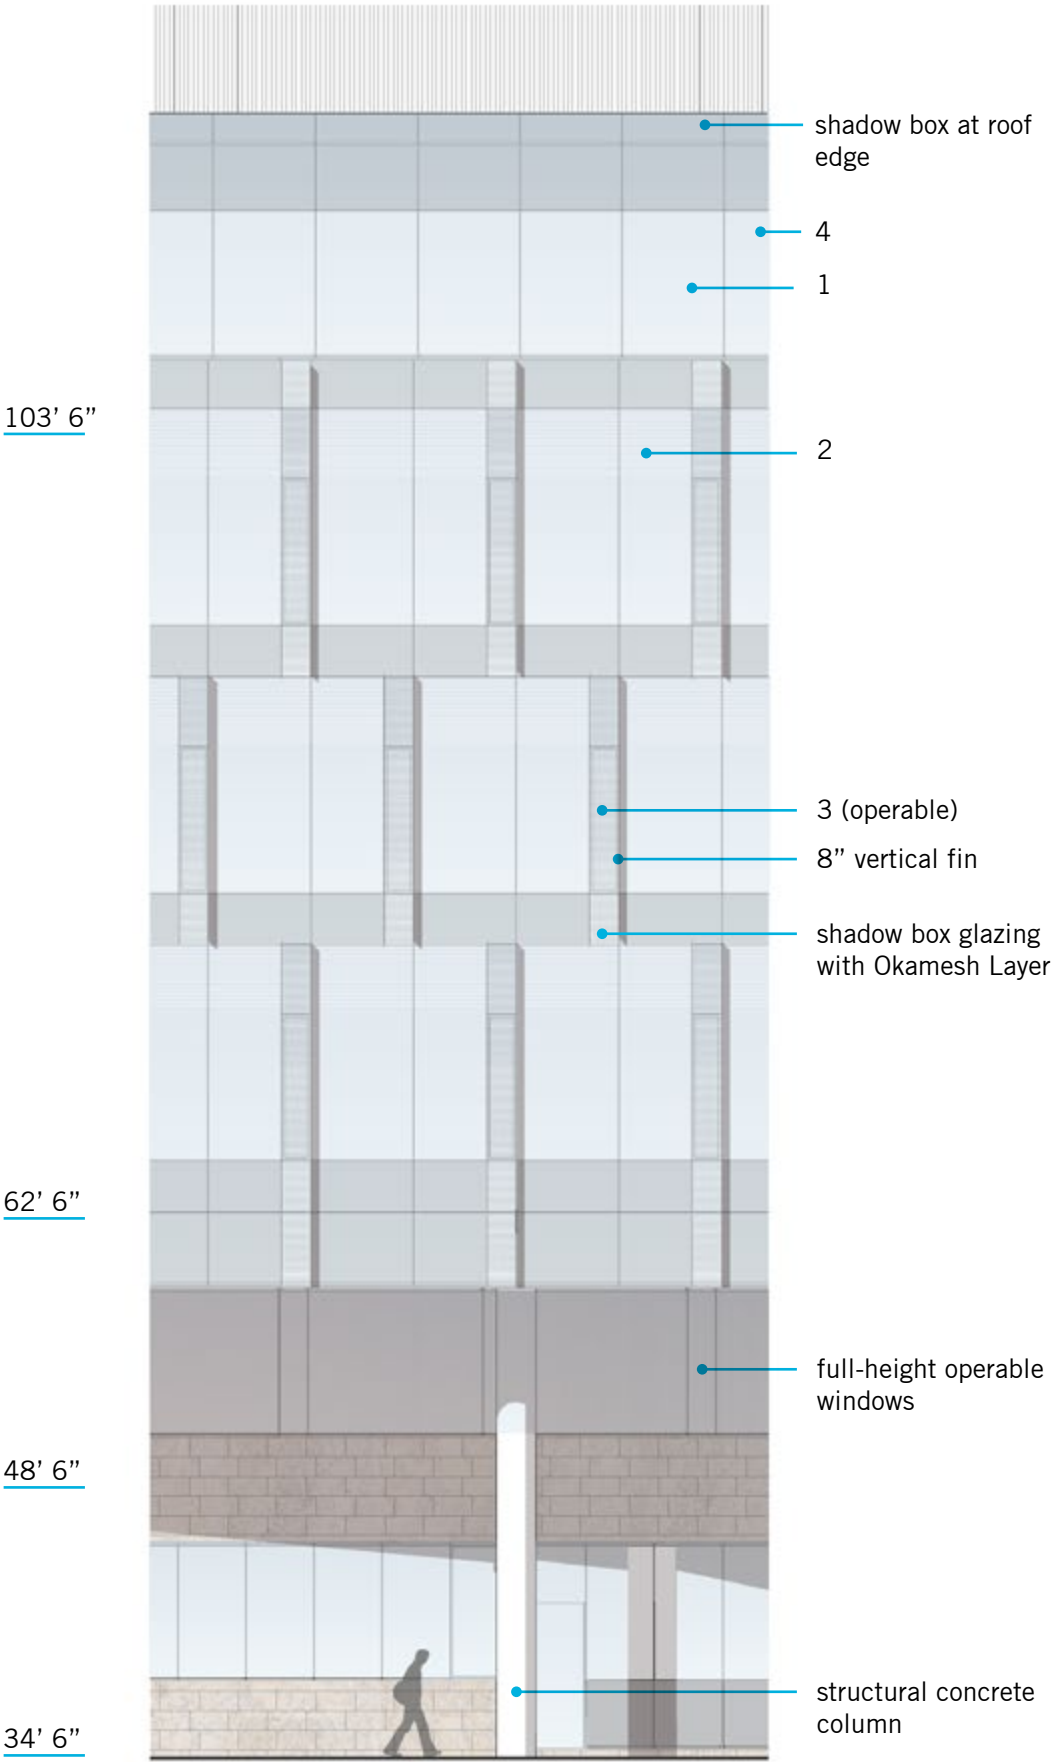 shadow box at roof
edge
4
1
103’ 6”
2
3 (operable)
8” vertical fin
shadow box glazing
with Okamesh Layer
62’ 6”
full-height operable
windows
48’ 6”
structural concrete
column
34’ 6”